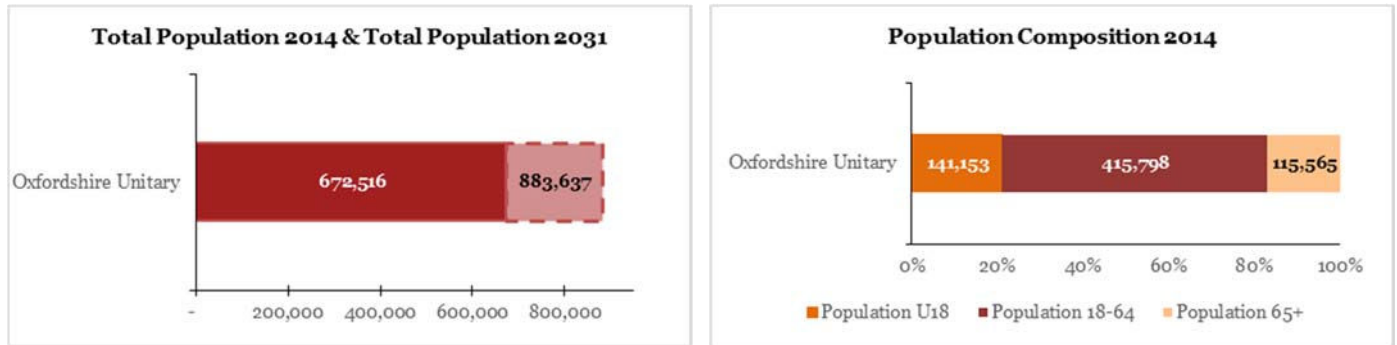 Total Population 2014 & Total Population 2031
Oxfordshire Unitary
672,516
883,637
-
200,000
400,000
600,000
800,000
Population Composition 2014
Oxfordshire Unitary
141,153
415,798
115,565
0%
20%
40%
60%
80%
100%
Population U18
Population 18-64
Population 65+